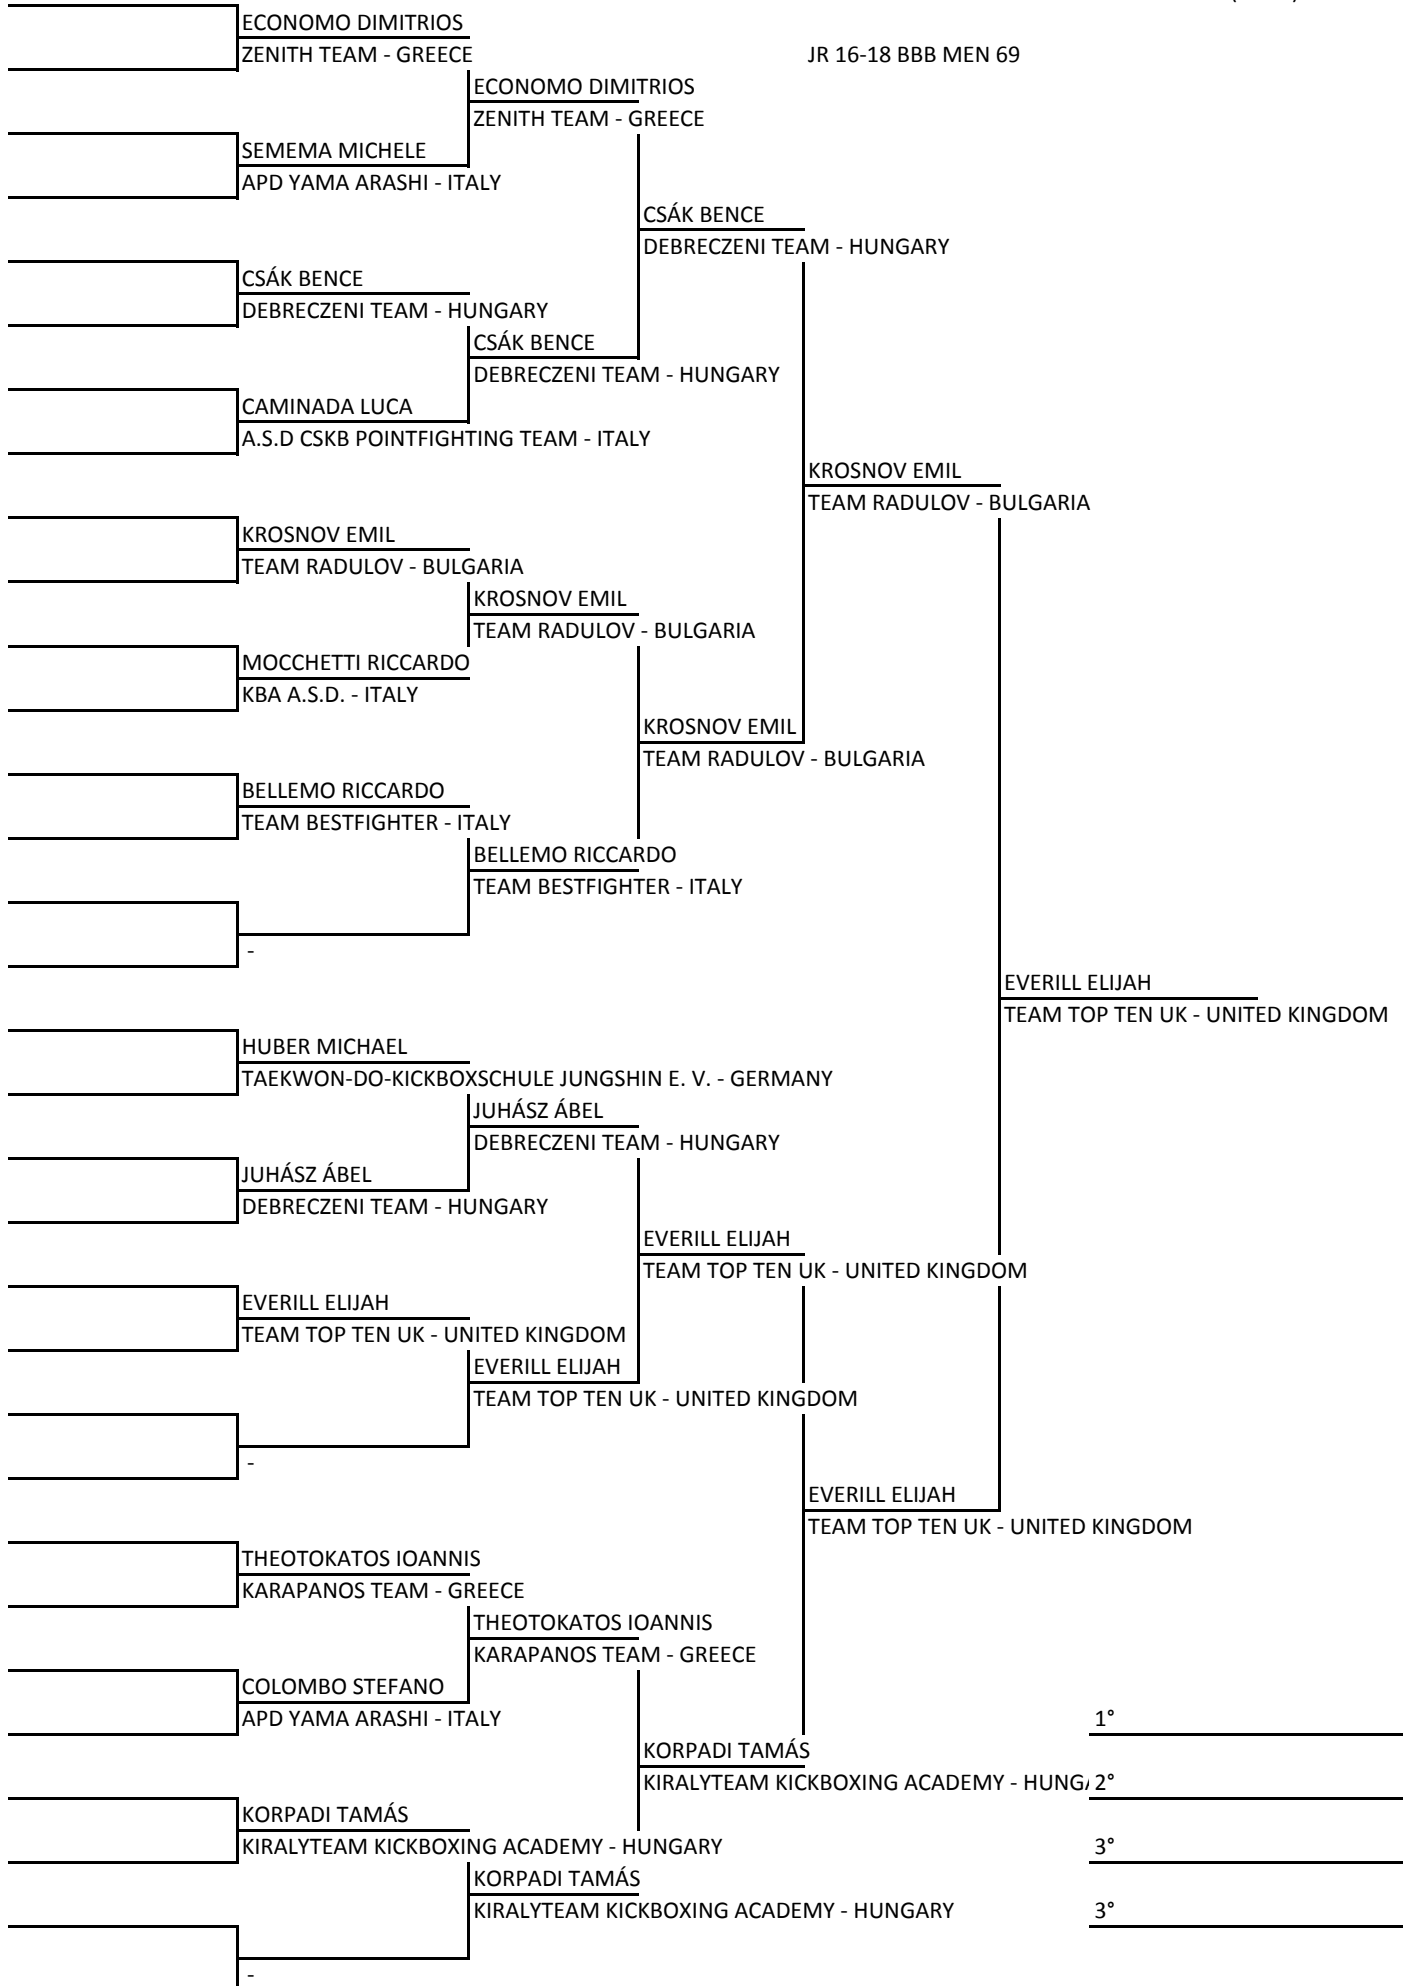 ECONOMO DIMITRIOS
ZENITH TEAM - GREECE
JR 16-18 BBB MEN 69
ECONOMO DIMITRIOS
ZENITH TEAM - GREECE
SEMEMA MICHELE
APD YAMA ARASHI - ITALY
CSÁK BENCE
DEBRECZENI TEAM - HUNGARY
CSÁK BENCE
DEBRECZENI TEAM - HUNGARY
CSÁK BENCE
DEBRECZENI TEAM - HUNGARY
CAMINADA LUCA
A.S.D CSKB POINTFIGHTING TEAM - ITALY
KROSNOV EMIL
TEAM RADULOV - BULGARIA
KROSNOV EMIL
TEAM RADULOV - BULGARIA
KROSNOV EMIL
TEAM RADULOV - BULGARIA
MOCCHETTI RICCARDO
KBA A.S.D. - ITALY
KROSNOV EMIL
TEAM RADULOV - BULGARIA
BELLEMO RICCARDO
TEAM BESTFIGHTER - ITALY
BELLEMO RICCARDO
TEAM BESTFIGHTER - ITALY
-
EVERILL ELIJAH
TEAM TOP TEN UK - UNITED KINGDOM
HUBER MICHAEL
TAEKWON-DO-KICKBOXSCHULE JUNGSHIN E. V. - GERMANY
JUHÁSZ ÁBEL
DEBRECZENI TEAM - HUNGARY
JUHÁSZ ÁBEL
DEBRECZENI TEAM - HUNGARY
EVERILL ELIJAH
TEAM TOP TEN UK - UNITED KINGDOM
EVERILL ELIJAH
TEAM TOP TEN UK - UNITED KINGDOM
EVERILL ELIJAH
TEAM TOP TEN UK - UNITED KINGDOM
-
EVERILL ELIJAH
TEAM TOP TEN UK - UNITED KINGDOM
THEOTOKATOS IOANNIS
KARAPANOS TEAM - GREECE
THEOTOKATOS IOANNIS
KARAPANOS TEAM - GREECE
COLOMBO STEFANO
APD YAMA ARASHI - ITALY
1°
KORPADI TAMÁS
KIRALYTEAM KICKBOXING ACADEMY - HUNGA
2°
KORPADI TAMÁS
KIRALYTEAM KICKBOXING ACADEMY - HUNGARY
3°
KORPADI TAMÁS
KIRALYTEAM KICKBOXING ACADEMY - HUNGARY
3°
-